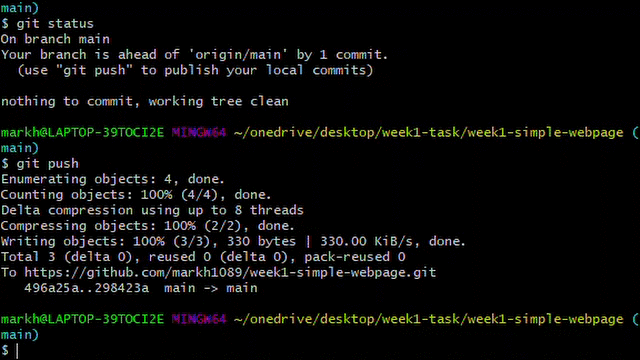 main)
$ git status
On branch main
Your branch is ahead of 'origin/main' by 1 commit.
  (use "git push" to publish your local commits)

nothing to commit, working tree clean

markh@LAPTOP-39TOCI2E MINGW64 ~/onedrive/desktop/week1-task/week1-simple-webpage (
main)
$ git push
Enumerating objects: 4, done.
Counting objects: 100% (4/4), done.
Delta compression using up to 8 threads
Compressing objects: 100% (2/2), done.
Writing objects: 100% (3/3), 330 bytes | 330.00 KiB/s, done.
Total 3 (delta 0), reused 0 (delta 0), pack-reused 0
To https://github.com/markh1089/week1-simple-webpage.git
   496a25a..298423a  main -> main

markh@LAPTOP-39TOCI2E MINGW64 ~/onedrive/desktop/week1-task/week1-simple-webpage (
main)
$